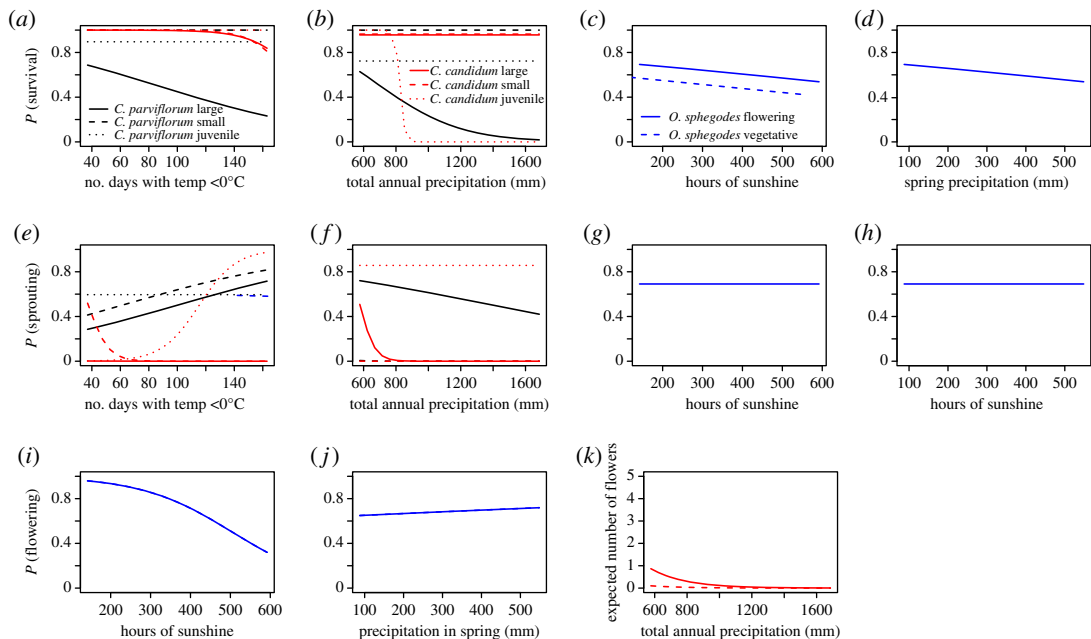 (a)
P (survival)
0.8
0.4
0
C. parviflorum large
C. parviflorum small
C. parviflorum juvenile
40 60 80 100 140
no. days with temp <0°C
(b)
0.8
0.4
0
C. candidum large
C. candidum small
C. candidum juvenile
600 800 1200 1600
total annual precipitation (mm)
(c)
0.8
0.4
0
O. sphegodes flowering
O. sphegodes vegetative
200 300 400 500 600
hours of sunshine
(d)
0.8
0.4
0
100 200 300 400 500
spring precipitation (mm)
(e)
P (sprouting)
0.8
0.4
0
40 60 80 100 140
no. days with temp <0°C
(f)
0.8
0.4
0
600 800 1200 1600
total annual precipitation (mm)
(g)
0.8
0.4
0
200 300 400 500 600
hours of sunshine
(h)
0.8
0.4
0
100 200 300 400 500
hours of sunshine
(i)
P (flowering)
0.8
0.4
0
200 300 400 500 600
hours of sunshine
(j)
0.8
0.4
0
100 200 300 400 500
precipitation in spring (mm)
(k)
expected number of flowers
5
4
3
2
1
0
600 800 1200 1600
total annual precipitation (mm)